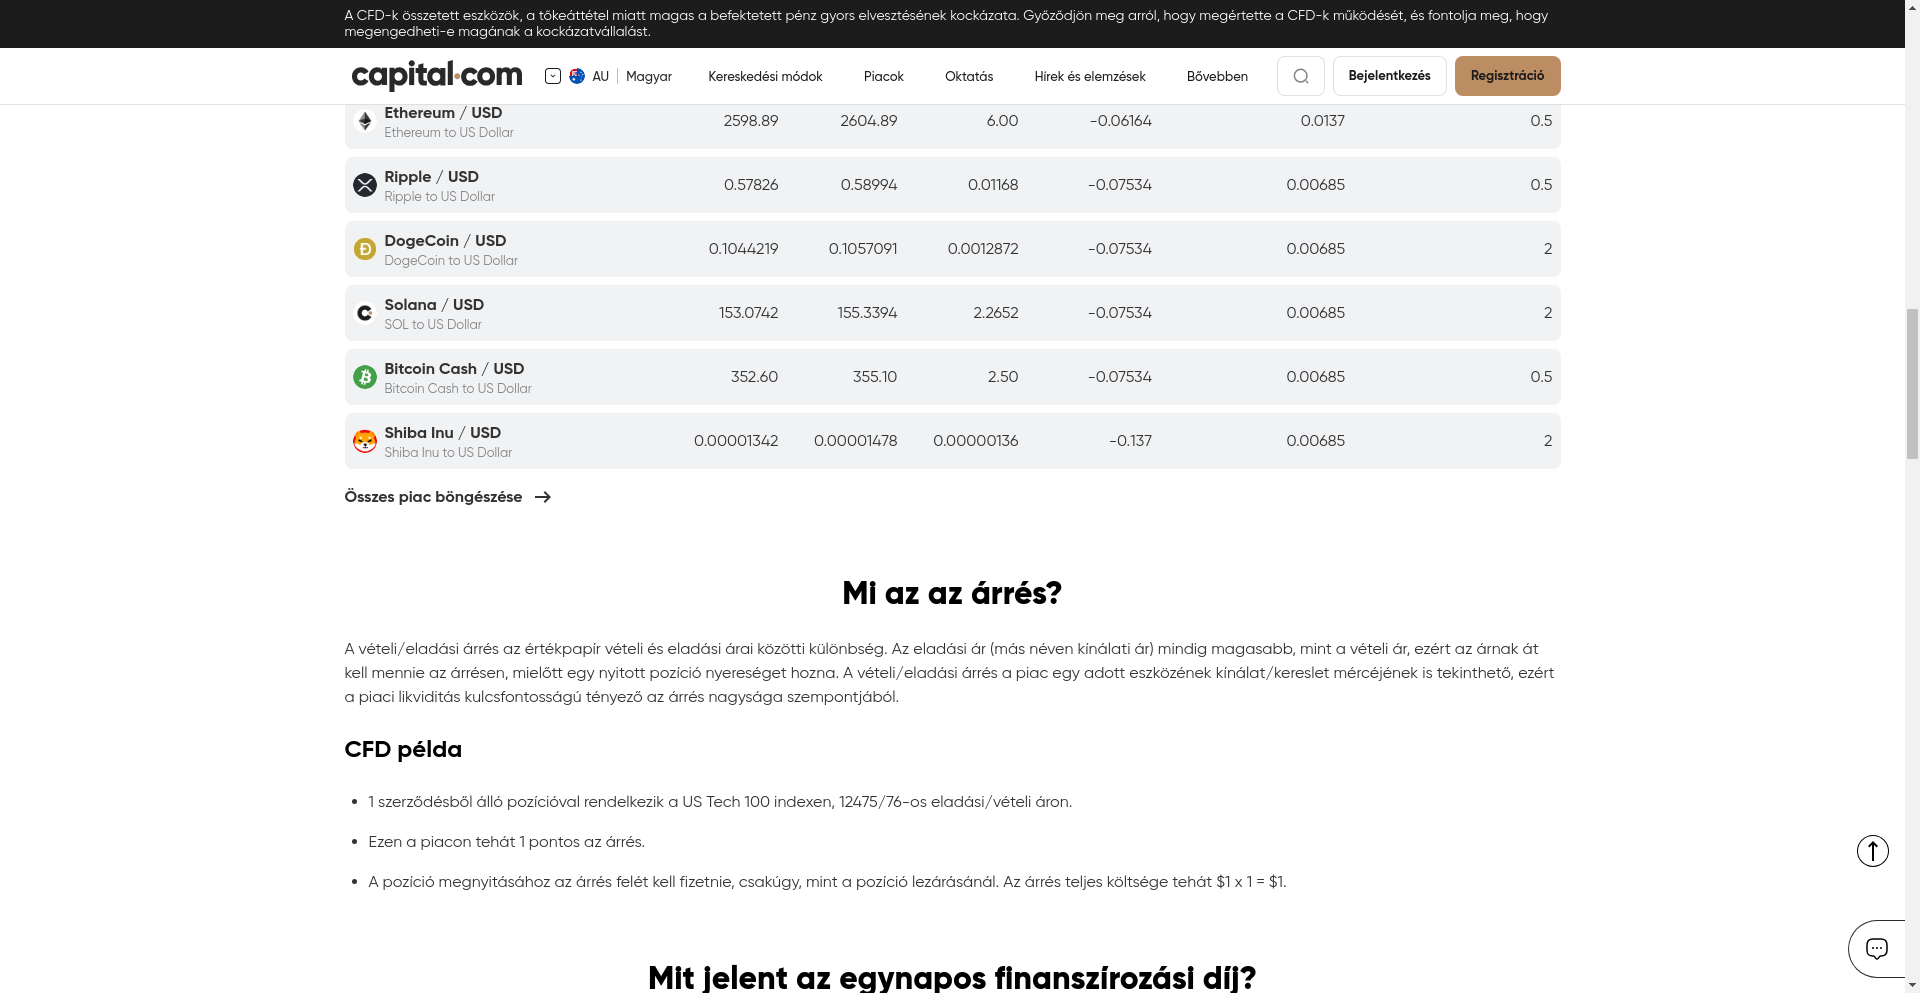 A CFD-k összetett eszközök, a tőkeáttétel miatt magas a befektetett pénz gyors elvesztésének kockázata. Győződjön meg arról, hogy megértette a CFD-k működését, és fontolja meg, hogy
megengedheti-e magának a kockázatvállalást.
capital.com AU Magyar Kereskedési módok Piacok Oktatás Hírek és elemzések Bővebben Bejelentkezés Regisztráció
Ethereum / USD 2598.89 2604.89 6.00 -0.06164 0.0137 0.5
Ethereum to US Dollar
Ripple / USD 0.57826 0.58994 0.01168 -0.07534 0.00685 0.5
Ripple to US Dollar
DogeCoin / USD 0.1044219 0.1057091 0.0012872 -0.07534 0.00685 2
DogeCoin to US Dollar
Solana / USD 153.0742 155.3394 2.2652 -0.07534 0.00685 2
SOL to US Dollar
Bitcoin Cash / USD 352.60 355.10 2.50 -0.07534 0.00685 0.5
Bitcoin Cash to US Dollar
Shiba Inu / USD 0.00001342 0.00001478 0.00000136 -0.137 0.00685 2
Shiba Inu to US Dollar
Összes piac böngészése
Mi az az árrés?
A vételi/eladási árrés az értékpapír vételi és eladási árai közötti különbség. Az eladási ár (más néven kínálati ár) mindig magasabb, mint a vételi ár, ezért az árnak át
kell mennie az árrésen, mielőtt egy nyitott pozíció nyereséget hozna. A vételi/eladási árrés a piac egy adott eszközének kínálat/kereslet mércéjének is tekinthető, ezért
a piaci likviditás kulcsfontosságú tényező az árrés nagysága szempontjából.
CFD példa
• 1 szerződésből álló pozícióval rendelkezik a US Tech 100 indexen, 12475/76-os eladási/vételi áron.
• Ezen a piacon tehát 1 pontos az árrés.
• A pozíció megnyitásához az árrés felét kell fizetnie, csakúgy, mint a pozíció lezárásánál. Az árrés teljes költsége tehát $1 x 1 = $1.
Mit jelent az egynapos finanszírozási díj?